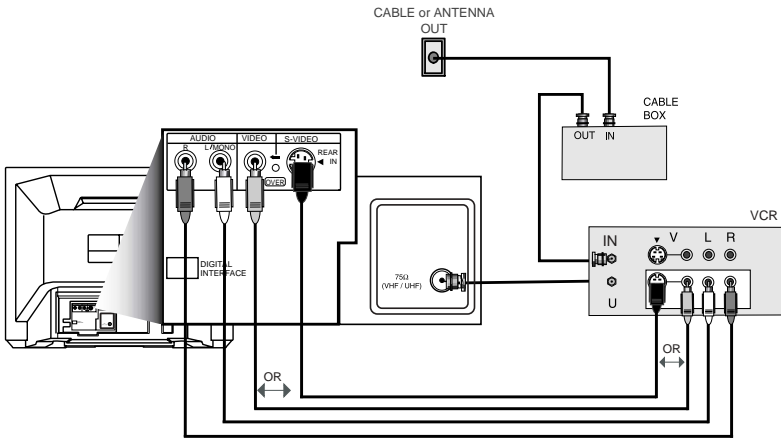 CABLE or ANTENNA
OUT
CABLE
BOX
OUT IN
AUDIO VIDEO S-VIDEO
R L/MONO
REAR
IN
OVER
DIGITAL
INTERFACE
75Ω
(VHF / UHF)
VCR
IN V L R
U
OR
OR